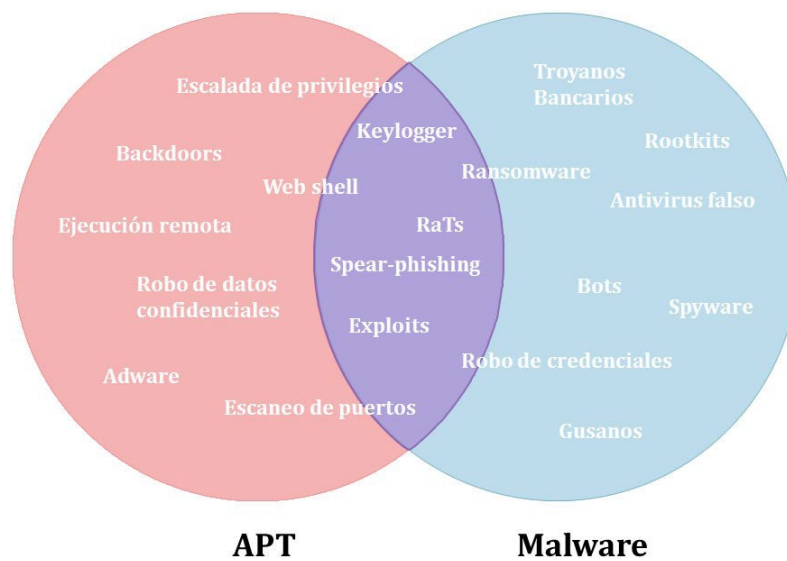 Escalada de privilegios
Troyanos
Bancarios
Keylogger
Rootkits
Backdoors
Ransomware
Web shell
Antivirus falso
Ejecución remota
RaTs
Spear-phishing
Robo de datos
confidenciales
Bots
Spyware
Exploits
Robo de credenciales
Adware
Escaneo de puertos
Gusanos
APT
Malware